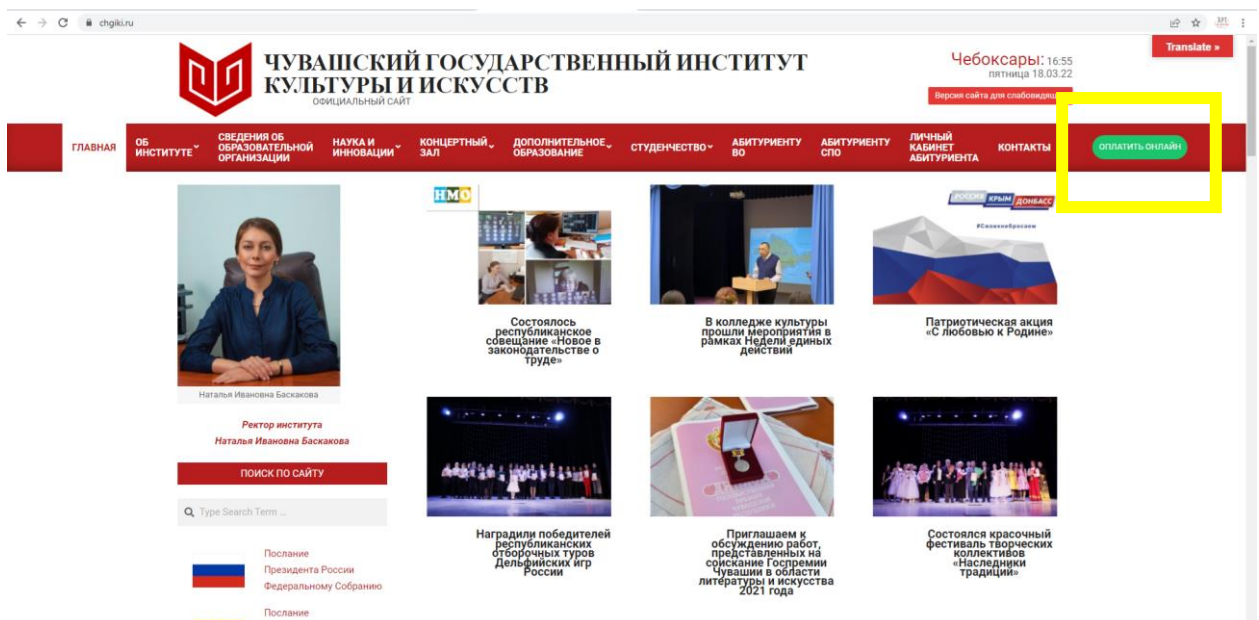 chgiki.ru
Translate »
ЧУВАШСКИЙ ГОСУДАРСТВЕННЫЙ ИНСТИТУТ
КУЛЬТУРЫ И ИСКУССТВ
ОФИЦИАЛЬНЫЙ САЙТ
Чебоксары: 16:55
пятница 18.03.22
Версия сайта для
ГЛАВНАЯ
ОБ
ИНСТИТУТЕ
СВЕДЕНИЯ ОБ
ОБРАЗОВАТЕЛЬНОЙ
ОРГАНИЗАЦИИ
НАУКА И
ИННОВАЦИИ
КОНЦЕРТНЫЙ
ЗАЛ
ДОПОЛНИТЕЛЬНОЕ
ОБРАЗОВАНИЕ
СТУДЕНЧЕСТВО
АБИТУРИЕНТУ
ВО
АБИТУРИЕНТУ
СПО
ЛИЧНЫЙ
КАБИНЕТ
АБИТУРИЕНТА
КОНТАКТЫ
ОПЛАТИТЬ ОНЛАЙН
Наталья Ивановна Баскакова
Ректор института
Наталья Ивановна Баскакова
ПОИСК ПО САЙТУ
Type Search Term ...
Послание
Президента России
Федеральному Собранию
Послание
НМО
Состоялось
республиканское
совещание «Новое в
законодательстве о
труде»
В колледже культуры
прошли мероприятия в
рамках Недели единых
действий
РОССИЯ КРЫМ ДОНБАСС
#Своихнебросаем
Патриотическая акция
«С любовью к Родине»
Наградили победителей
республиканских
отборочных туров
Дельфийских игр
России
Приглашаем к
обсуждению работ,
представленных на
соискание Госпремии
Чувашии в области
литературы и искусства
2021 года
Состоялся красочный
фестиваль творческих
коллективов
«Наследники
традиций»